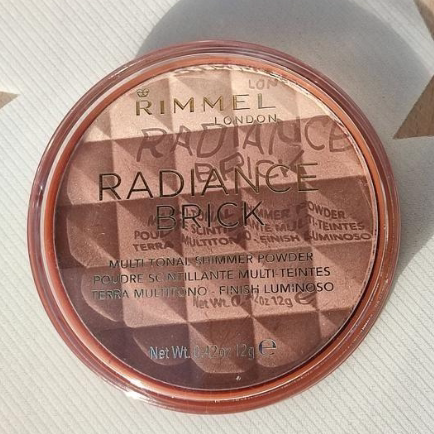 RIMMEL
LONDON
RADIANCE
BRICK
MULTI-TONAL SHIMMER POWDER
POUDRE SCINTILLANTE MULTI-TEINTES
TERRA MULTITONO - FINISH LUMINOSO
Net Wt. 0.42oz 12g ℮